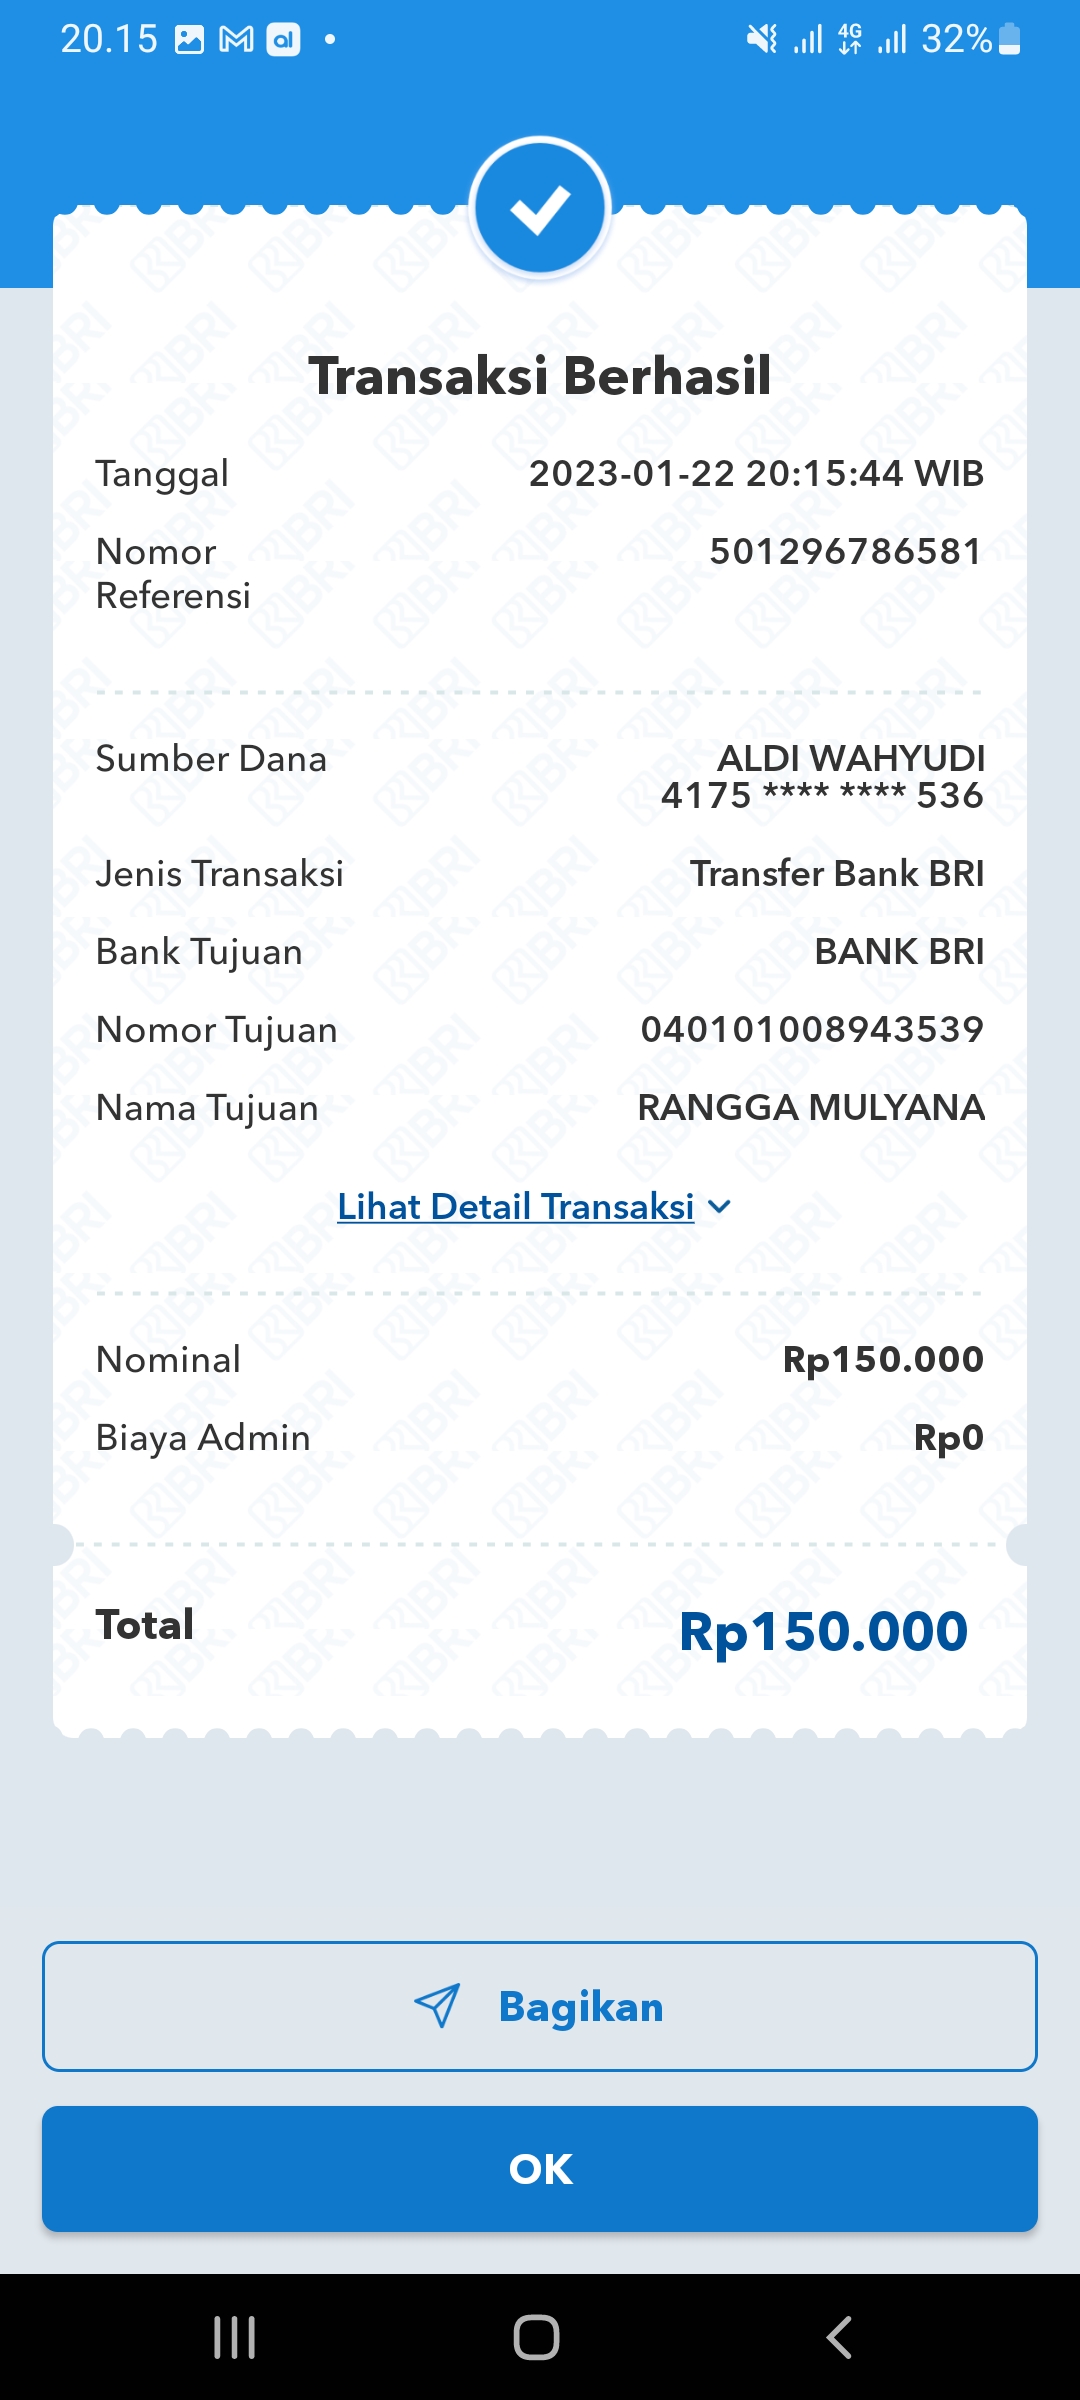 20.15
4G
32%
Transaksi Berhasil
Tanggal 2023-01-22 20:15:44 WIB
Nomor Referensi 501296786581
Sumber Dana ALDI WAHYUDI
4175 **** **** 536
Jenis Transaksi Transfer Bank BRI
Bank Tujuan BANK BRI
Nomor Tujuan 040101008943539
Nama Tujuan RANGGA MULYANA
Lihat Detail Transaksi
Nominal Rp150.000
Biaya Admin Rp0
Total Rp150.000
Bagikan
OK